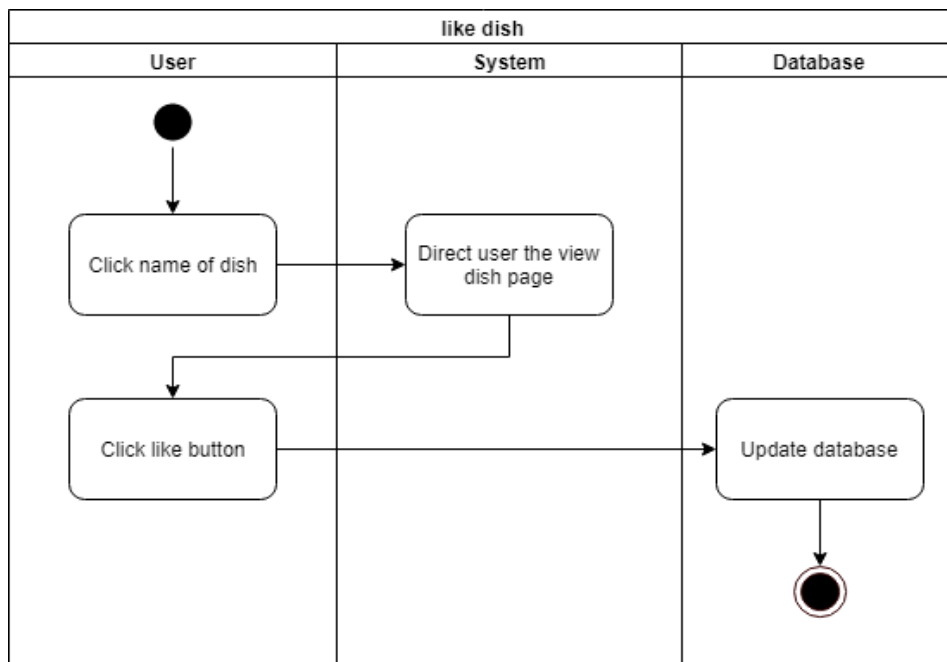 like dish
User
System
Database
Click name of dish
Direct user the view
dish page
Click like button
Update database